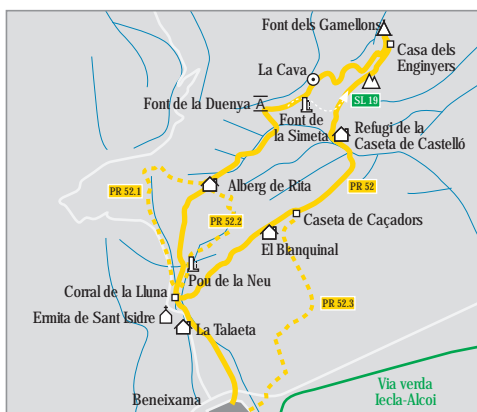 Font dels Gamellons
Casa dels
Enginyers
La Cava
SL 19
Font de la Duenya
Font de
la Simeta
Refugi de la
Caseta de Castelló
PR 52.1
Alberg de Rita
PR 52
PR 52.2
Caseta de Caçadors
El Blanquinal
Pou de la Neu
Corral de la Lluna
PR 52.3
Ermita de Sant Isidre
La Talaeta
Via verda
Iecla-Alcoi
Beneixama